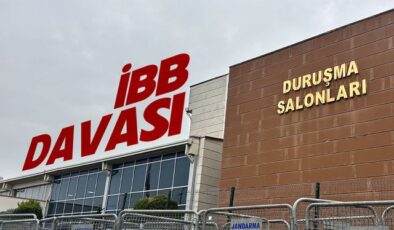 İBB
DAVASI
DURUŞMA
SALONLARI
JANDARMA